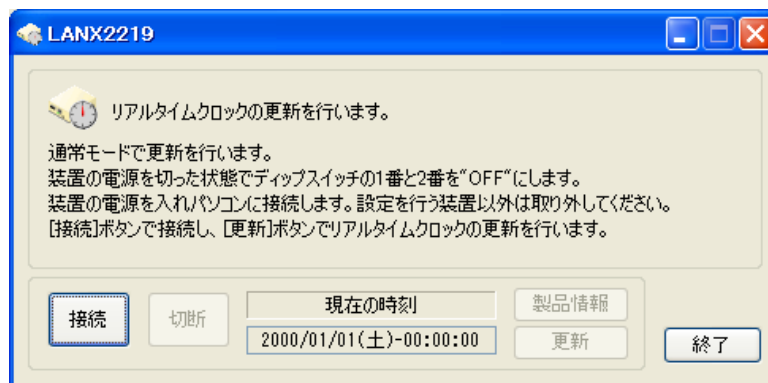 LANX2219
リアルタイムクロックの更新を行います。
通常モードで更新を行います。
装置の電源を切った状態でディップスイッチの1番と2番を"OFF"にします。
装置の電源を入れパソコンに接続します。設定を行う装置以外は取り外してください。
[接続]ボタンで接続し、[更新]ボタンでリアルタイムクロックの更新を行います。
接続
切断
現在の時刻
製品情報
2000/01/01(土)-00:00:00
更新
終了